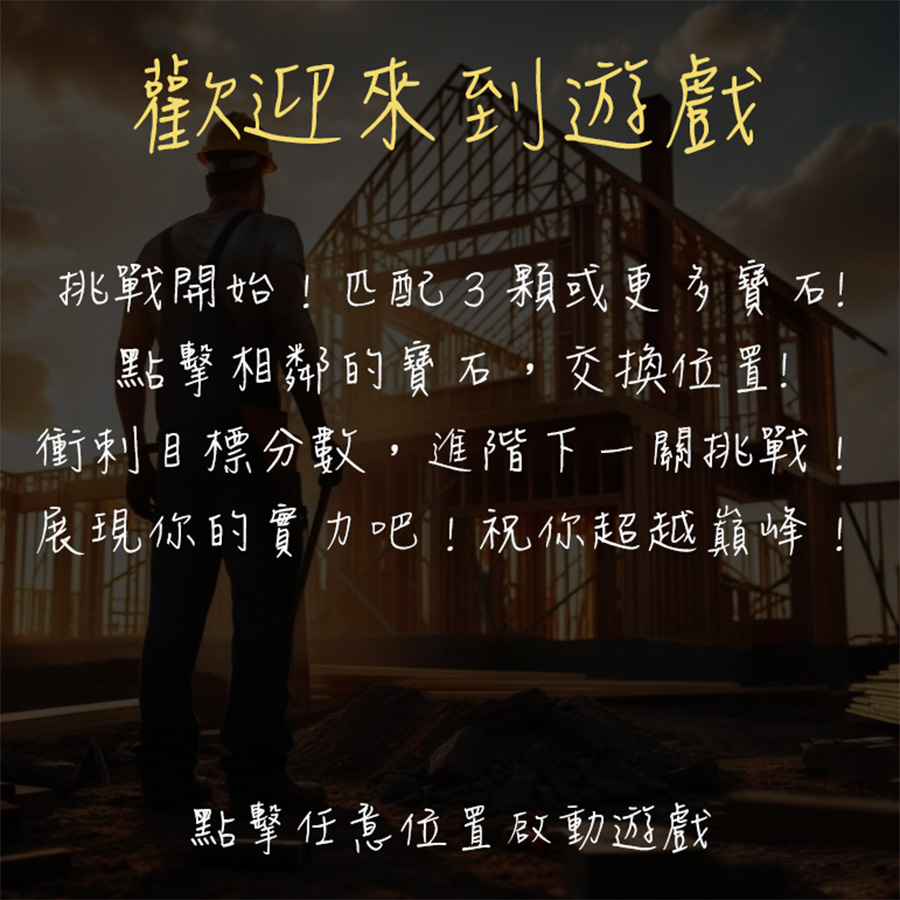 歡迎來到遊戲
挑戰開始！匹配3顆或更多寶石!
點擊相鄰的寶石，交換位置!
衝刺目標分數，進階下一關挑戰！
展現你的實力吧！祝你超越巔峰！
點擊任意位置啟動遊戲